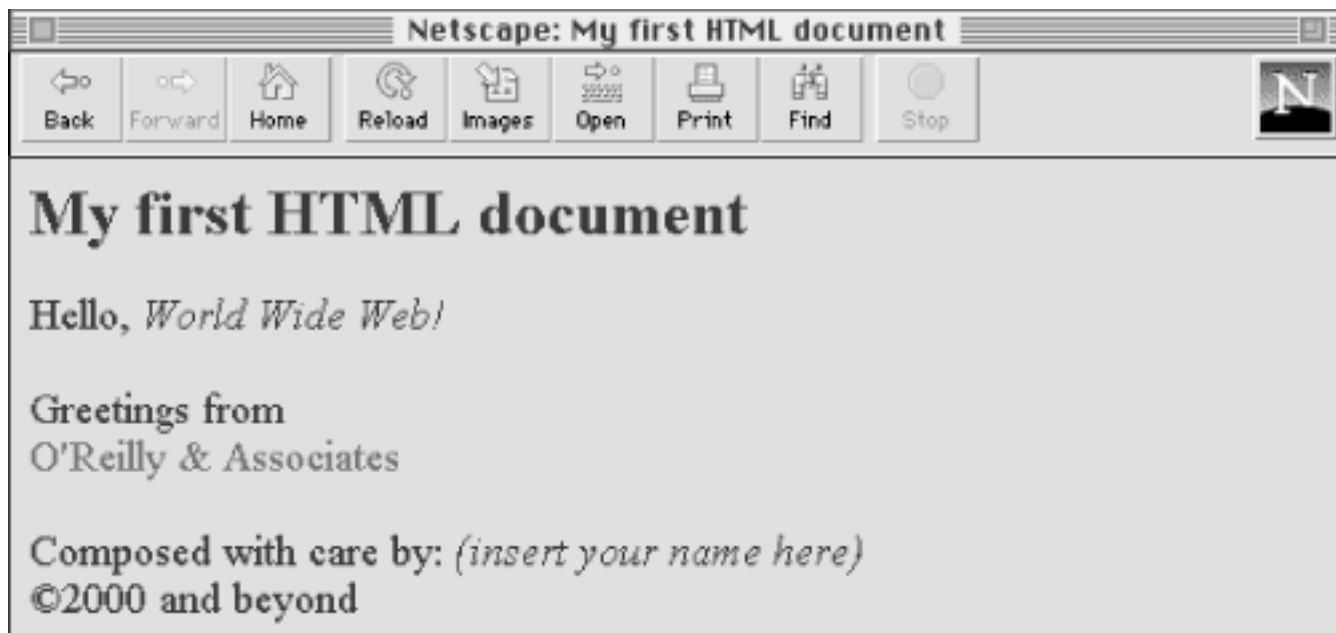 Netscape: My first HTML document
Back Forward Home Reload Images Open Print Find Stop
N
My first HTML document
Hello, World Wide Web!
Greetings from
O'Reilly & Associates
Composed with care by: (insert your name here)
©2000 and beyond